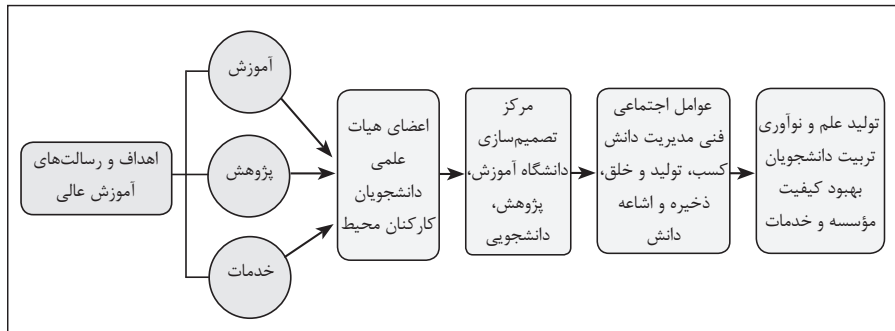 اهداف و رسالت‌های
آموزش عالی
آموزش
پژوهش
خدمات
اعضای هیات
علمی
دانشجویان
کارکنان محیط
مرکز
تصمیم‌سازی
دانشگاه آموزش،
پژوهش،
دانشجویی
عوامل اجتماعی
فنی مدیریت دانش
کسب، تولید و خلق،
ذخیره و اشاعه
دانش
تولید علم و نوآوری
تربیت دانشجویان
بهبود کیفیت
مؤسسه و خدمات